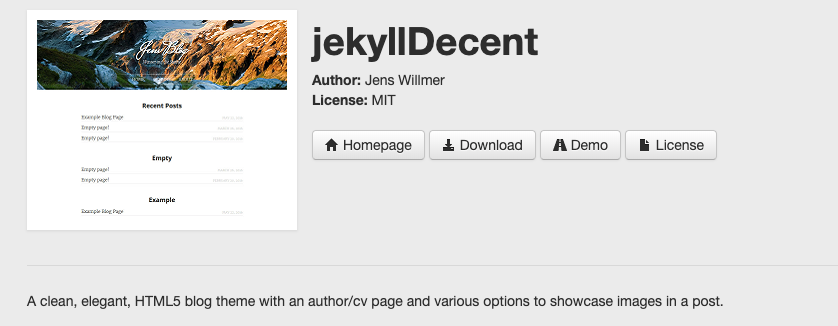 jekyllDecent
Author: Jens Willmer
License: MIT
Homepage Download Demo License
Jens Blog
Recent Posts
Example Blog Page
Empty page!
Empty page!
Empty
Empty page!
Empty page!
Example
Example Blog Page
A clean, elegant, HTML5 blog theme with an author/cv page and various options to showcase images in a post.